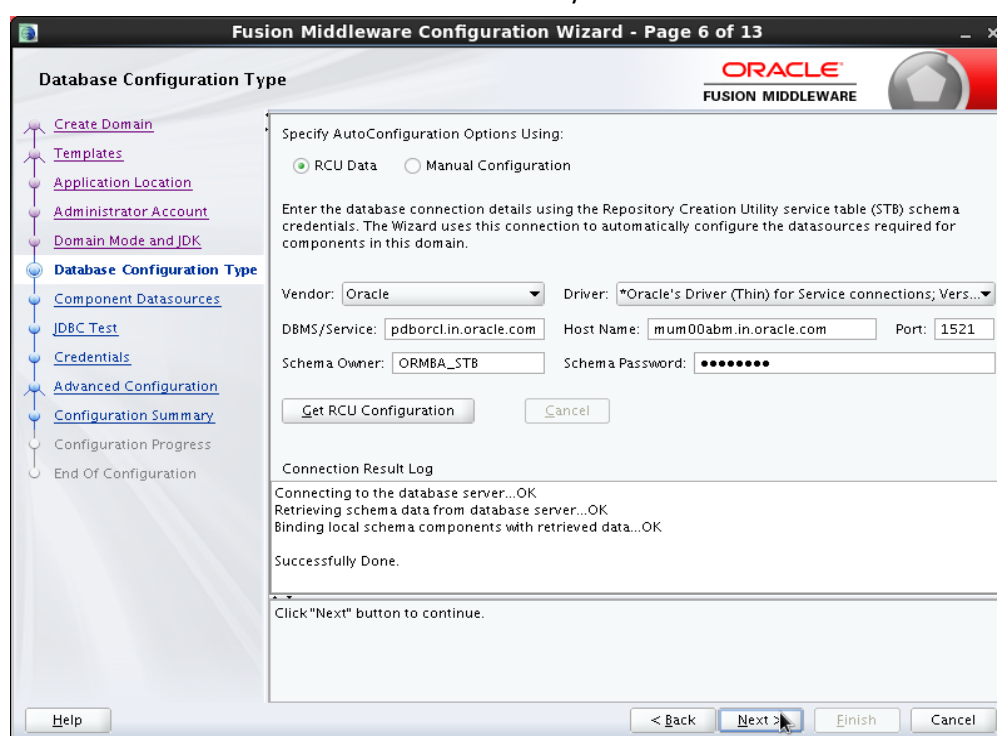 Fusion Middleware Configuration Wizard - Page 6 of 13
Database Configuration Type
ORACLE
FUSION MIDDLEWARE
Create Domain
Templates
Application Location
Administrator Account
Domain Mode and JDK
Database Configuration Type
Component Datasources
JDBC Test
Credentials
Advanced Configuration
Configuration Summary
Configuration Progress
End Of Configuration
Specify AutoConfiguration Options Using:
RCU Data Manual Configuration
Enter the database connection details using the Repository Creation Utility service table (STB) schema
credentials. The Wizard uses this connection to automatically configure the datasources required for
components in this domain.
Vendor: Oracle Driver: *Oracle's Driver (Thin) for Service connections; Vers...
DBMS/Service: pdborcl.in.oracle.com Host Name: mum00abm.in.oracle.com Port: 1521
Schema Owner: ORMBA_STB Schema Password: ●●●●●●●●
Get RCU Configuration Cancel
Connection Result Log
Connecting to the database server...OK
Retrieving schema data from database server...OK
Binding local schema components with retrieved data...OK
Successfully Done.
Click "Next" button to continue.
Help < Back Next > Finish Cancel